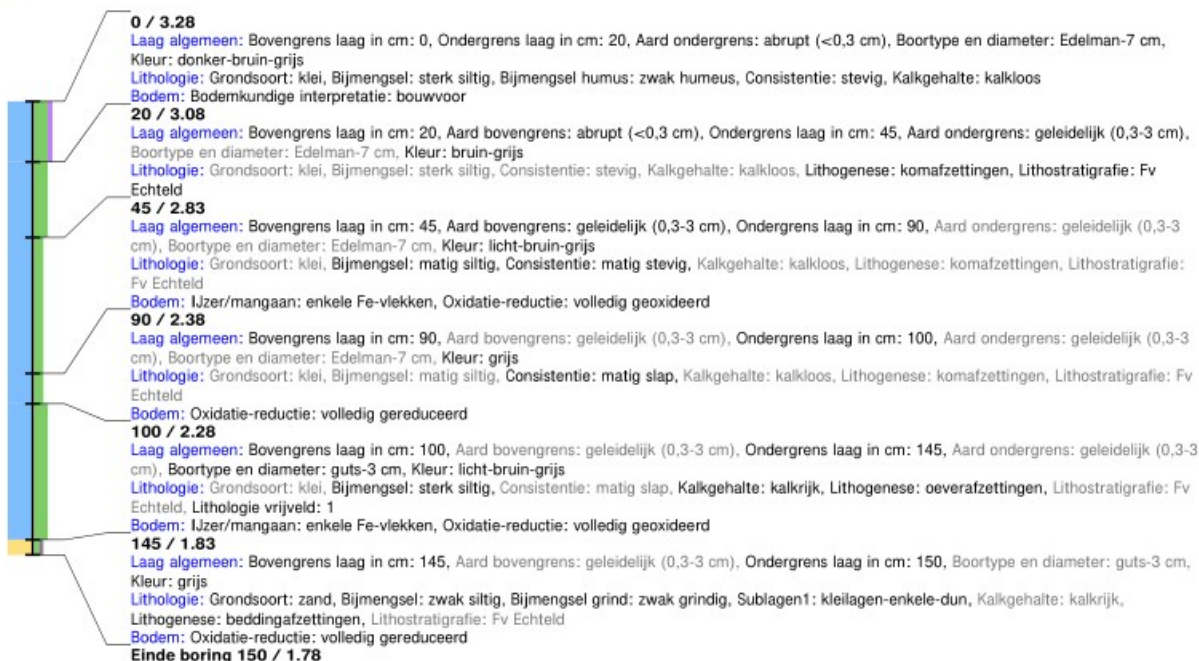 0 / 3.28
Laag algemeen: Bovengrens laag in cm: 0, Ondergrens laag in cm: 20, Aard ondergrens: abrupt (<0,3 cm), Boortype en diameter: Edelman-7 cm,
Kleur: donker-bruin-grijs
Lithologie: Grondsoort: klei, Bijmengsel: sterk siltig, Bijmengsel humus: zwak humeus, Consistentie: stevig, Kalkgehalte: kalkloos
Bodem: Bodemkundige interpretatie: bouwvoor
20 / 3.08
Laag algemeen: Bovengrens laag in cm: 20, Aard bovengrens: abrupt (<0,3 cm), Ondergrens laag in cm: 45, Aard ondergrens: geleidelijk (0,3-3 cm),
Boortype en diameter: Edelman-7 cm, Kleur: bruin-grijs
Lithologie: Grondsoort: klei, Bijmengsel: sterk siltig, Consistentie: stevig, Kalkgehalte: kalkloos, Lithogenese: komafzettingen, Lithostratigrafie: Fv
Echteld
45 / 2.83
Laag algemeen: Bovengrens laag in cm: 45, Aard bovengrens: geleidelijk (0,3-3 cm), Ondergrens laag in cm: 90, Aard ondergrens: geleidelijk (0,3-3
cm), Boortype en diameter: Edelman-7 cm, Kleur: licht-bruin-grijs
Lithologie: Grondsoort: klei, Bijmengsel: matig siltig, Consistentie: matig stevig, Kalkgehalte: kalkloos, Lithogenese: komafzettingen, Lithostratigrafie:
Fv Echteld
Bodem: IJzer/mangaan: enkele Fe-vlekken, Oxidatie-reductie: volledig geoxideerd
90 / 2.38
Laag algemeen: Bovengrens laag in cm: 90, Aard bovengrens: geleidelijk (0,3-3 cm), Ondergrens laag in cm: 100, Aard ondergrens: geleidelijk (0,3-3
cm), Boortype en diameter: Edelman-7 cm, Kleur: grijs
Lithologie: Grondsoort: klei, Bijmengsel: matig siltig, Consistentie: matig slap, Kalkgehalte: kalkloos, Lithogenese: komafzettingen, Lithostratigrafie: Fv
Echteld
Bodem: Oxidatie-reductie: volledig gereduceerd
100 / 2.28
Laag algemeen: Bovengrens laag in cm: 100, Aard bovengrens: geleidelijk (0,3-3 cm), Ondergrens laag in cm: 145, Aard ondergrens: geleidelijk (0,3-3
cm), Boortype en diameter: guts-3 cm, Kleur: licht-bruin-grijs
Lithologie: Grondsoort: klei, Bijmengsel: sterk siltig, Consistentie: matig slap, Kalkgehalte: kalkrijk, Lithogenese: oeverafzettingen, Lithostratigrafie: Fv
Echteld, Lithologie vrijveld: 1
Bodem: IJzer/mangaan: enkele Fe-vlekken, Oxidatie-reductie: volledig geoxideerd
145 / 1.83
Laag algemeen: Bovengrens laag in cm: 145, Aard bovengrens: geleidelijk (0,3-3 cm), Ondergrens laag in cm: 150, Boortype en diameter: guts-3 cm,
Kleur: grijs
Lithologie: Grondsoort: zand, Bijmengsel: zwak siltig, Bijmengsel grind: zwak grindig, Sublagen1: kleilagen-enkele-dun, Kalkgehalte: kalkrijk,
Lithogenese: beddingafzettingen, Lithostratigrafie: Fv Echteld
Bodem: Oxidatie-reductie: volledig gereduceerd
Einde boring 150 / 1.78